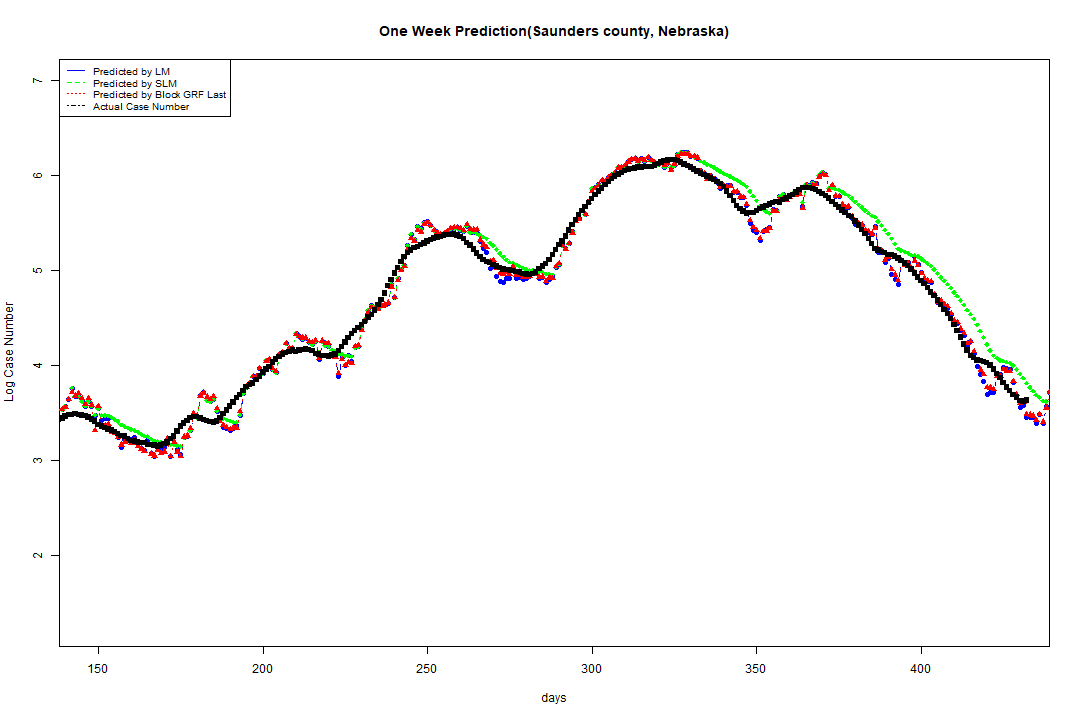 One Week Prediction(Saunders county, Nebraska)
Predicted by LM
Predicted by SLM
Predicted by Block GRF Last
Actual Case Number
7
6
5
4
3
2
Log Case Number
150 200 250 300 350 400
days